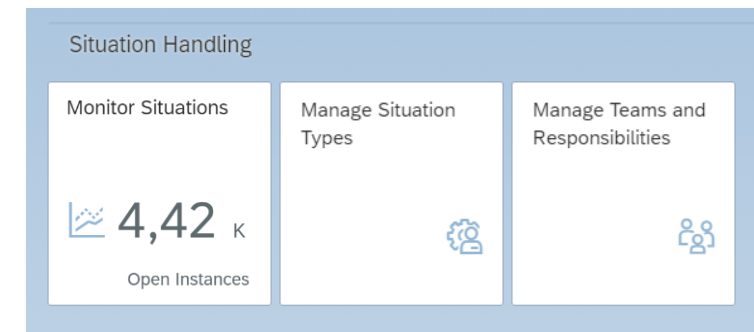 Situation Handling
Monitor Situations
4,42 K
Open Instances
Manage Situation
Types
Manage Teams and
Responsibilities